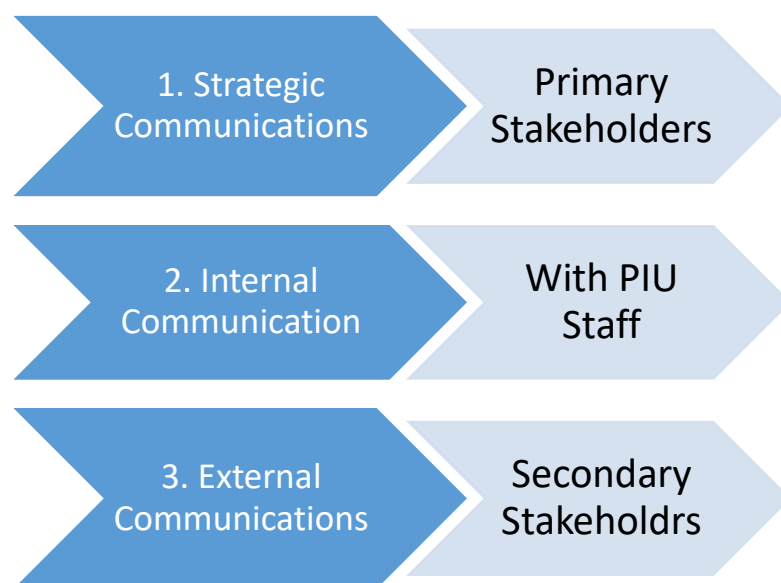 1. Strategic
Communications
Primary
Stakeholders
2. Internal
Communication
With PIU
Staff
3. External
Communications
Secondary
Stakeholdrs